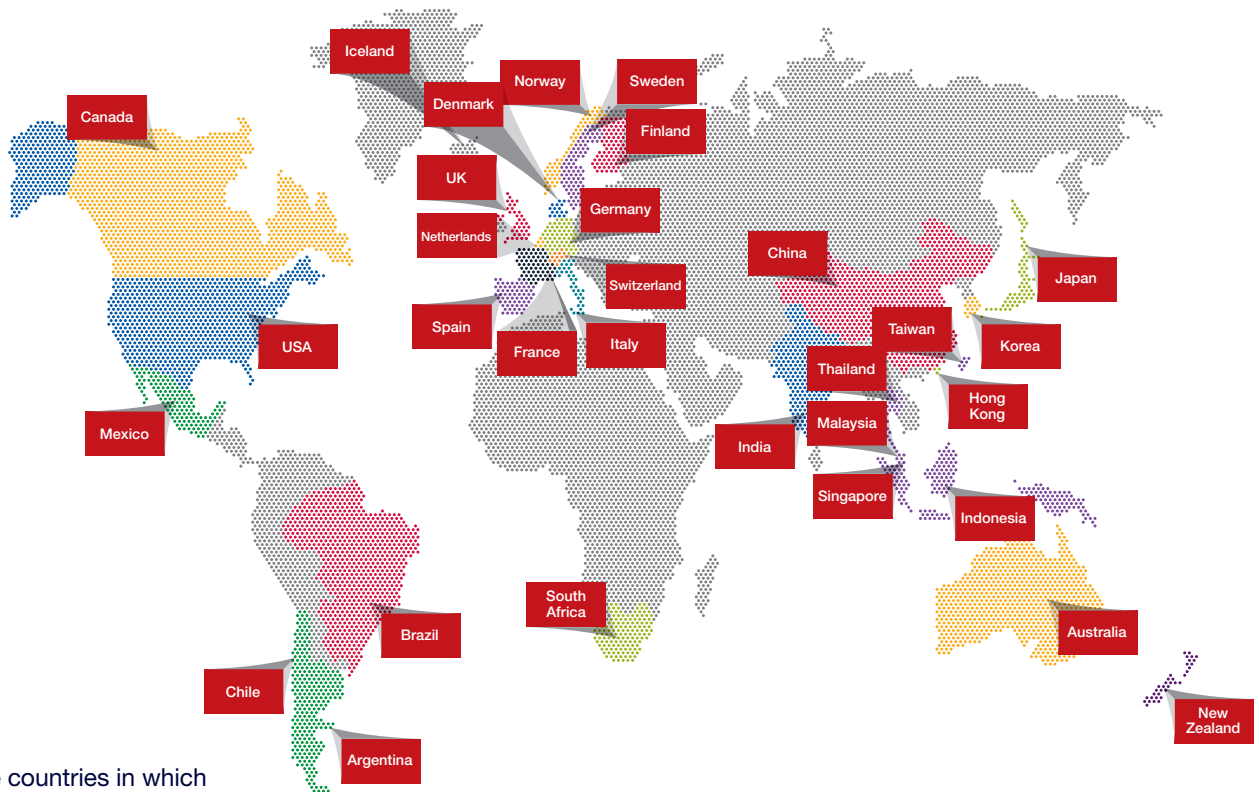 Iceland
Norway
Sweden
Denmark
Canada
Finland
UK
Germany
Netherlands
China
Japan
Switzerland
Spain
France
Italy
USA
Taiwan
Korea
Thailand
Hong
Kong
Mexico
India
Malaysia
Singapore
Indonesia
South
Africa
Brazil
Australia
Chile
New
Zealand
Argentina
countries in which